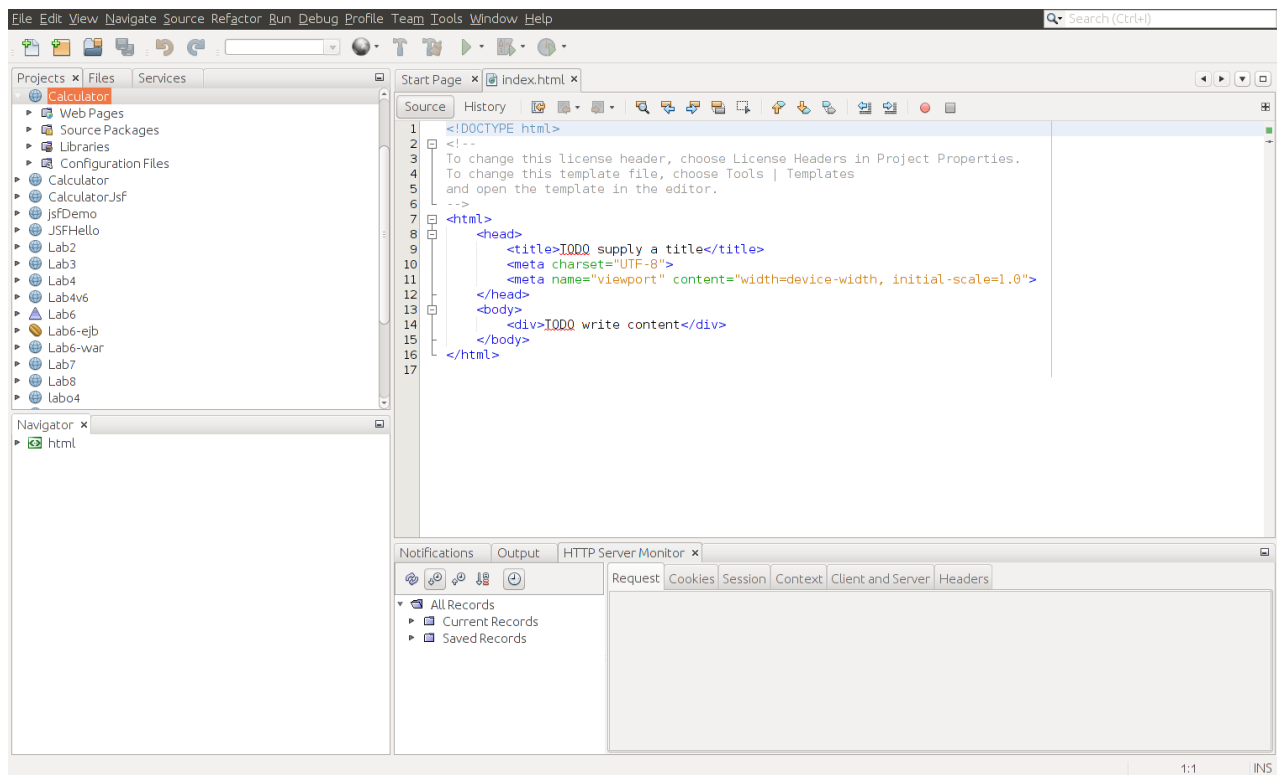 File Edit View Navigate Source Refactor Run Debug Profile Team Tools Window Help Search (Ctrl+I)
Projects Files Services
Calculator
Web Pages
Source Packages
Libraries
Configuration Files
Calculator
CalculatorJsf
jsfDemo
JSFHello
Lab2
Lab3
Lab4
Lab4v6
Lab6
Lab6-ejb
Lab6-war
Lab7
Lab8
labo4
Navigator
html
Start Page index.html
Source History
1 <!DOCTYPE html>
2 <!--
3 To change this license header, choose License Headers in Project Properties.
4 To change this template file, choose Tools | Templates
5 and open the template in the editor.
6 -->
7 <html>
8 <head>
9 <title>TODO supply a title</title>
10 <meta charset="UTF-8">
11 <meta name="viewport" content="width=device-width, initial-scale=1.0">
12 </head>
13 <body>
14 <div>TODO write content</div>
15 </body>
16 </html>
17
Notifications Output HTTP Server Monitor
Request Cookies Session Context Client and Server Headers
All Records
Current Records
Saved Records
1:1 INS